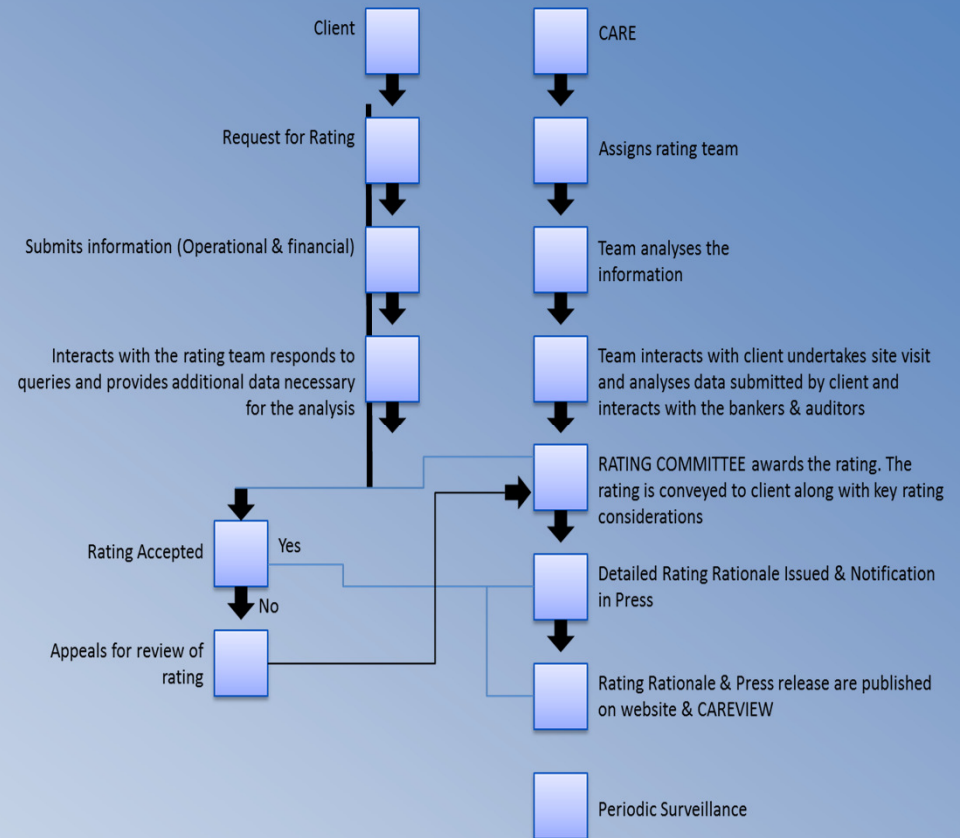 Client
CARE
Request for Rating
Assigns rating team
Submits information (Operational & financial)
Team analyses the
information
Interacts with the rating team responds to
queries and provides additional data necessary
for the analysis
Team interacts with client undertakes site visit
and analyses data submitted by client and
interacts with the bankers & auditors
RATING COMMITTEE awards the rating. The
rating is conveyed to client along with key rating
considerations
Rating Accepted
Yes
No
Detailed Rating Rationale Issued & Notification
in Press
Appeals for review of
rating
Rating Rationale & Press release are published
on website & CAREVIEW
Periodic Surveillance